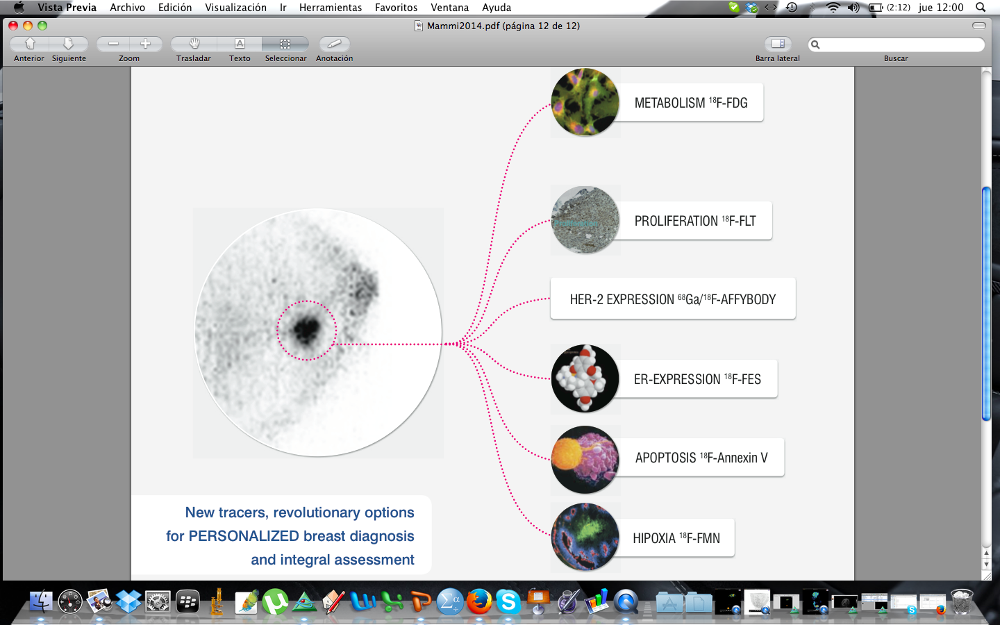 Vista Previa Archivo Edición Visualización Ir Herramientas Favoritos Ventana Ayuda (2:12) jue 12:00
Mammi2014.pdf (página 12 de 12)
Anterior Siguiente Zoom Trasladar Texto Seleccionar Anotación Barra lateral Buscar
METABOLISM ¹⁸F-FDG
PROLIFERATION ¹⁸F-FLT
HER-2 EXPRESSION ⁶⁸Ga/¹⁸F-AFFYBODY
ER-EXPRESSION ¹⁸F-FES
APOPTOSIS ¹⁸F-Annexin V
HIPOXIA ¹⁸F-FMN
New tracers, revolutionary options
for PERSONALIZED breast diagnosis
and integral assessment